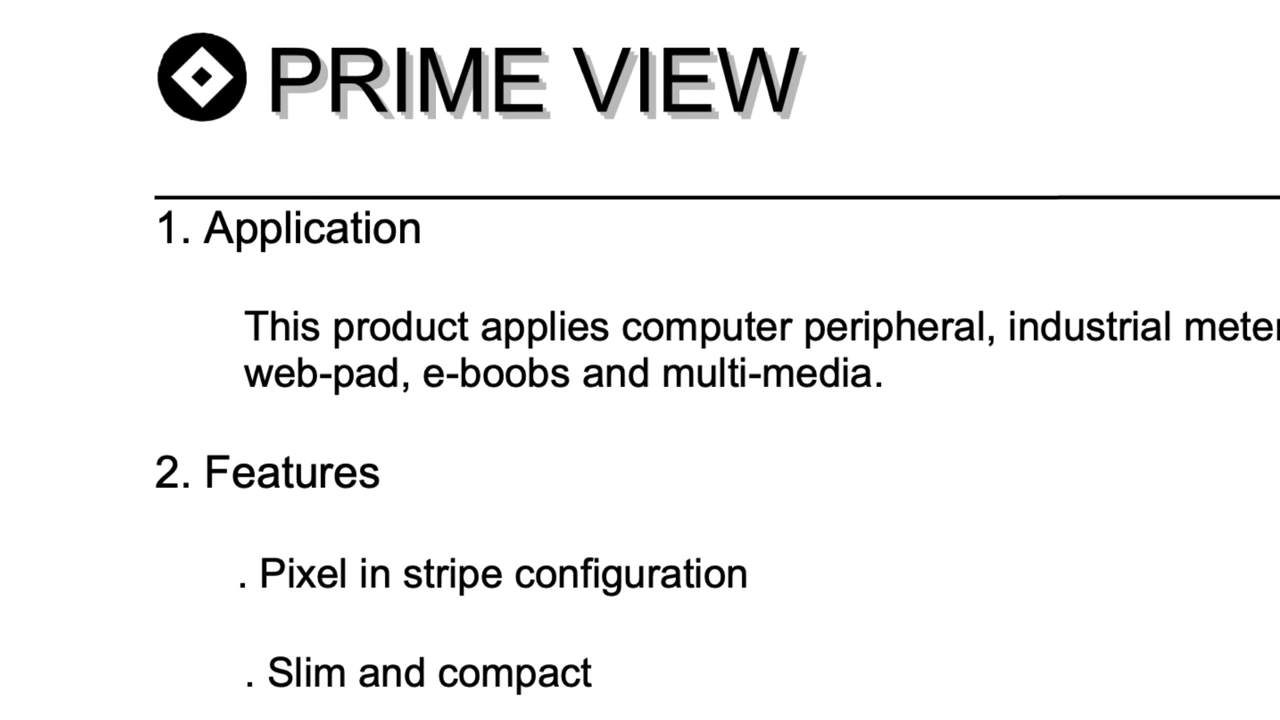 PRIME VIEW
1. Application
This product applies computer peripheral, industrial meter
web-pad, e-boobs and multi-media.
2. Features
. Pixel in stripe configuration
. Slim and compact